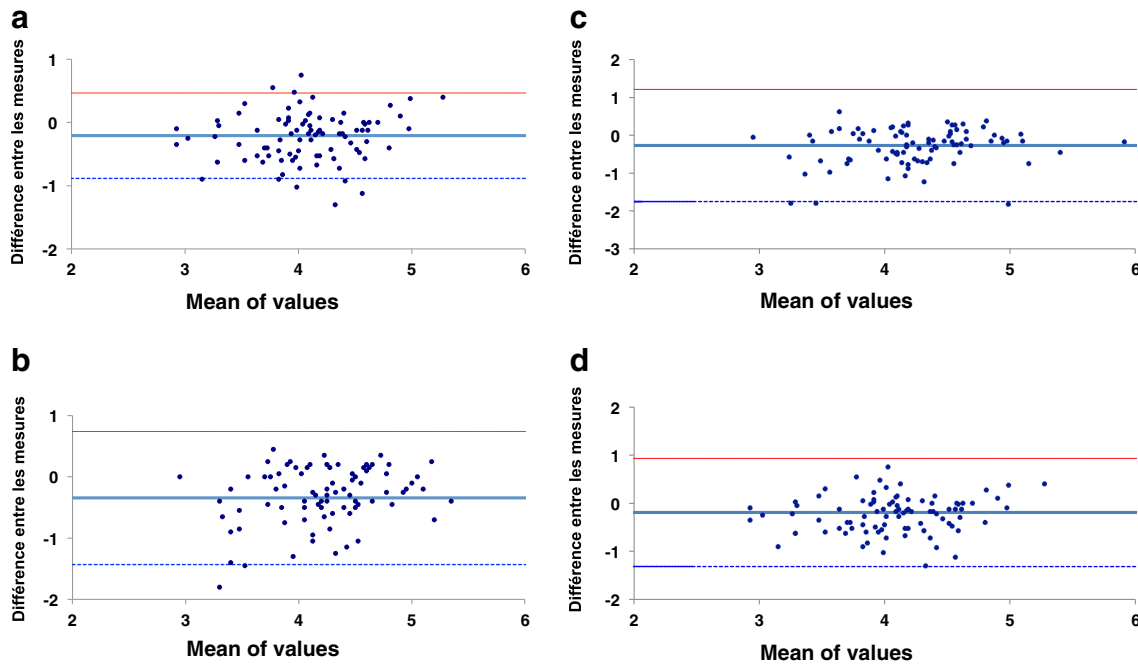 a
Différence entre les mesures
1
0
-1
-2
2 3 4 5 6
Mean of values
c
Différence entre les mesures
2
1
0
-1
-2
-3
2 3 4 5 6
Mean of values
b
Différence entre les mesures
1
0
-1
-2
2 3 4 5 6
Mean of values
d
Différence entre les mesures
2
1
0
-1
-2
2 3 4 5 6
Mean of values